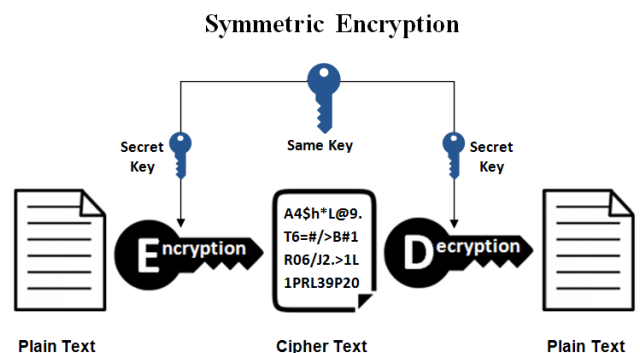 Symmetric Encryption
Secret
Key
Same Key
Secret
Key
Encryption
A4$h*L@9.
T6=#/>B#1
R06/J2.>1L
1PRL39P20
Decryption
Plain Text
Cipher Text
Plain Text